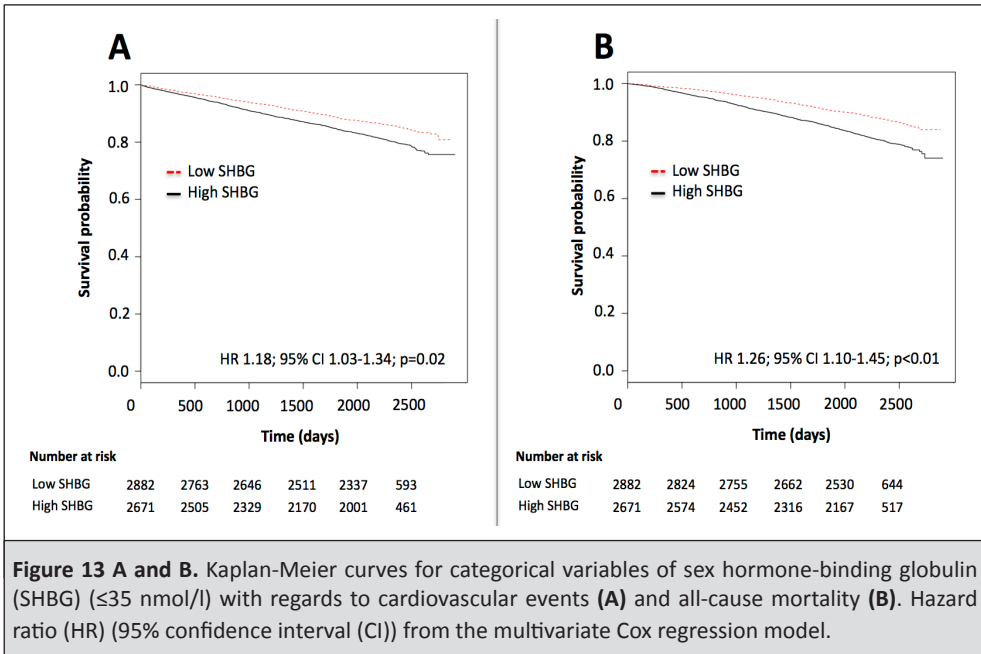 A
1.0
0.8
0.6
0.4
0.2
0.0
Survival probability
Low SHBG
High SHBG
HR 1.18; 95% CI 1.03-1.34; p=0.02
0 500 1000 1500 2000 2500
Time (days)
Number at risk
Low SHBG 2882 2763 2646 2511 2337 593
High SHBG 2671 2505 2329 2170 2001 461
B
1.0
0.8
0.6
0.4
0.2
0.0
Survival probability
Low SHBG
High SHBG
HR 1.26; 95% CI 1.10-1.45; p<0.01
0 500 1000 1500 2000 2500
Time (days)
Number at risk
Low SHBG 2882 2824 2755 2662 2530 644
High SHBG 2671 2574 2452 2316 2167 517
Figure 13 A and B. Kaplan-Meier curves for categorical variables of sex hormone-binding globulin
(SHBG) (≤35 nmol/l) with regards to cardiovascular events (A) and all-cause mortality (B). Hazard
ratio (HR) (95% confidence interval (CI)) from the multivariate Cox regression model.